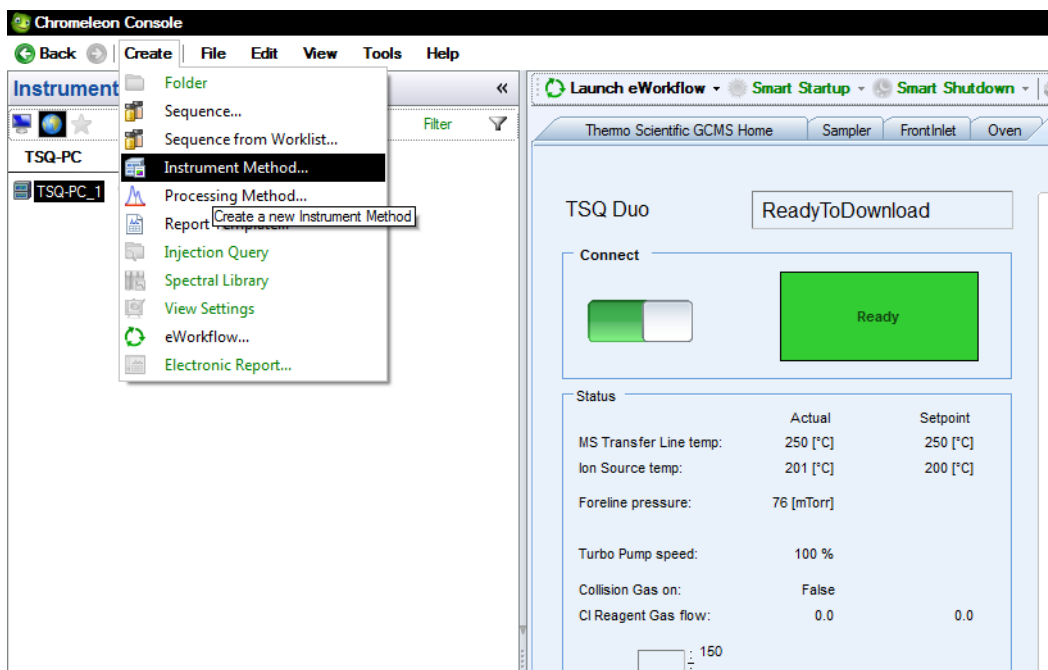 Chromeleon Console
Back Create File Edit View Tools Help
Instrument
Filter
TSQ-PC
TSQ-PC_1
Folder
Sequence...
Sequence from Worklist...
Instrument Method...
Processing Method...
Create a new Instrument Method
Report
Injection Query
Spectral Library
View Settings
eWorkflow...
Electronic Report...
Launch eWorkflow Smart Startup Smart Shutdown
Thermo Scientific GCMS Home Sampler FrontInlet Oven
TSQ Duo ReadyToDownload
Connect
Ready
Status
Actual Setpoint
MS Transfer Line temp: 250 [°C] 250 [°C]
Ion Source temp: 201 [°C] 200 [°C]
Foreline pressure: 76 [mTorr]
Turbo Pump speed: 100 %
Collision Gas on: False
CI Reagent Gas flow: 0.0 0.0
150